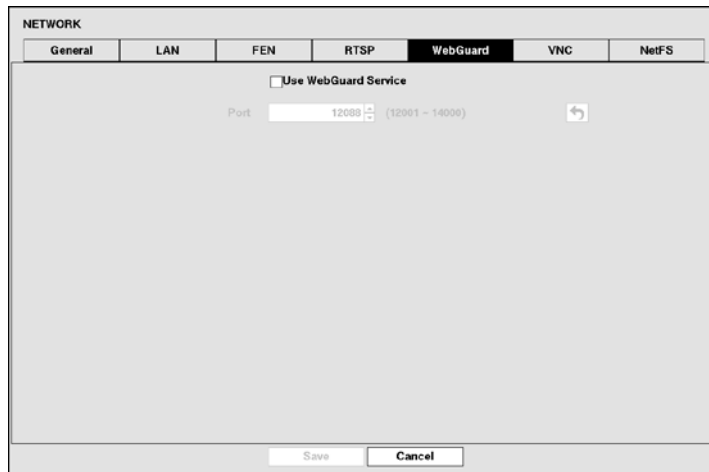 NETWORK
General LAN FEN RTSP WebGuard VNC NetFS
Use WebGuard Service
Port 12088 (12001 ~ 14000)
Save Cancel